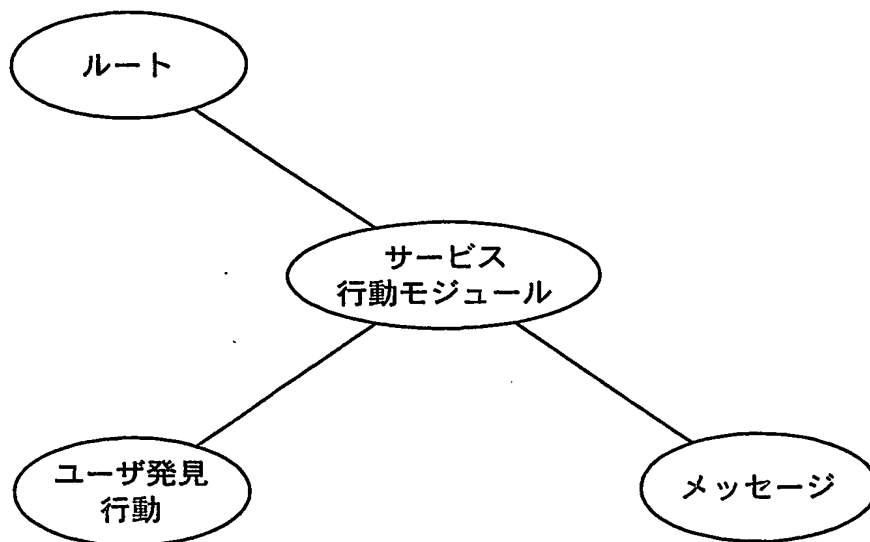 ルート
サービス
行動モジュール
ユーザ発見
行動
メッセージ